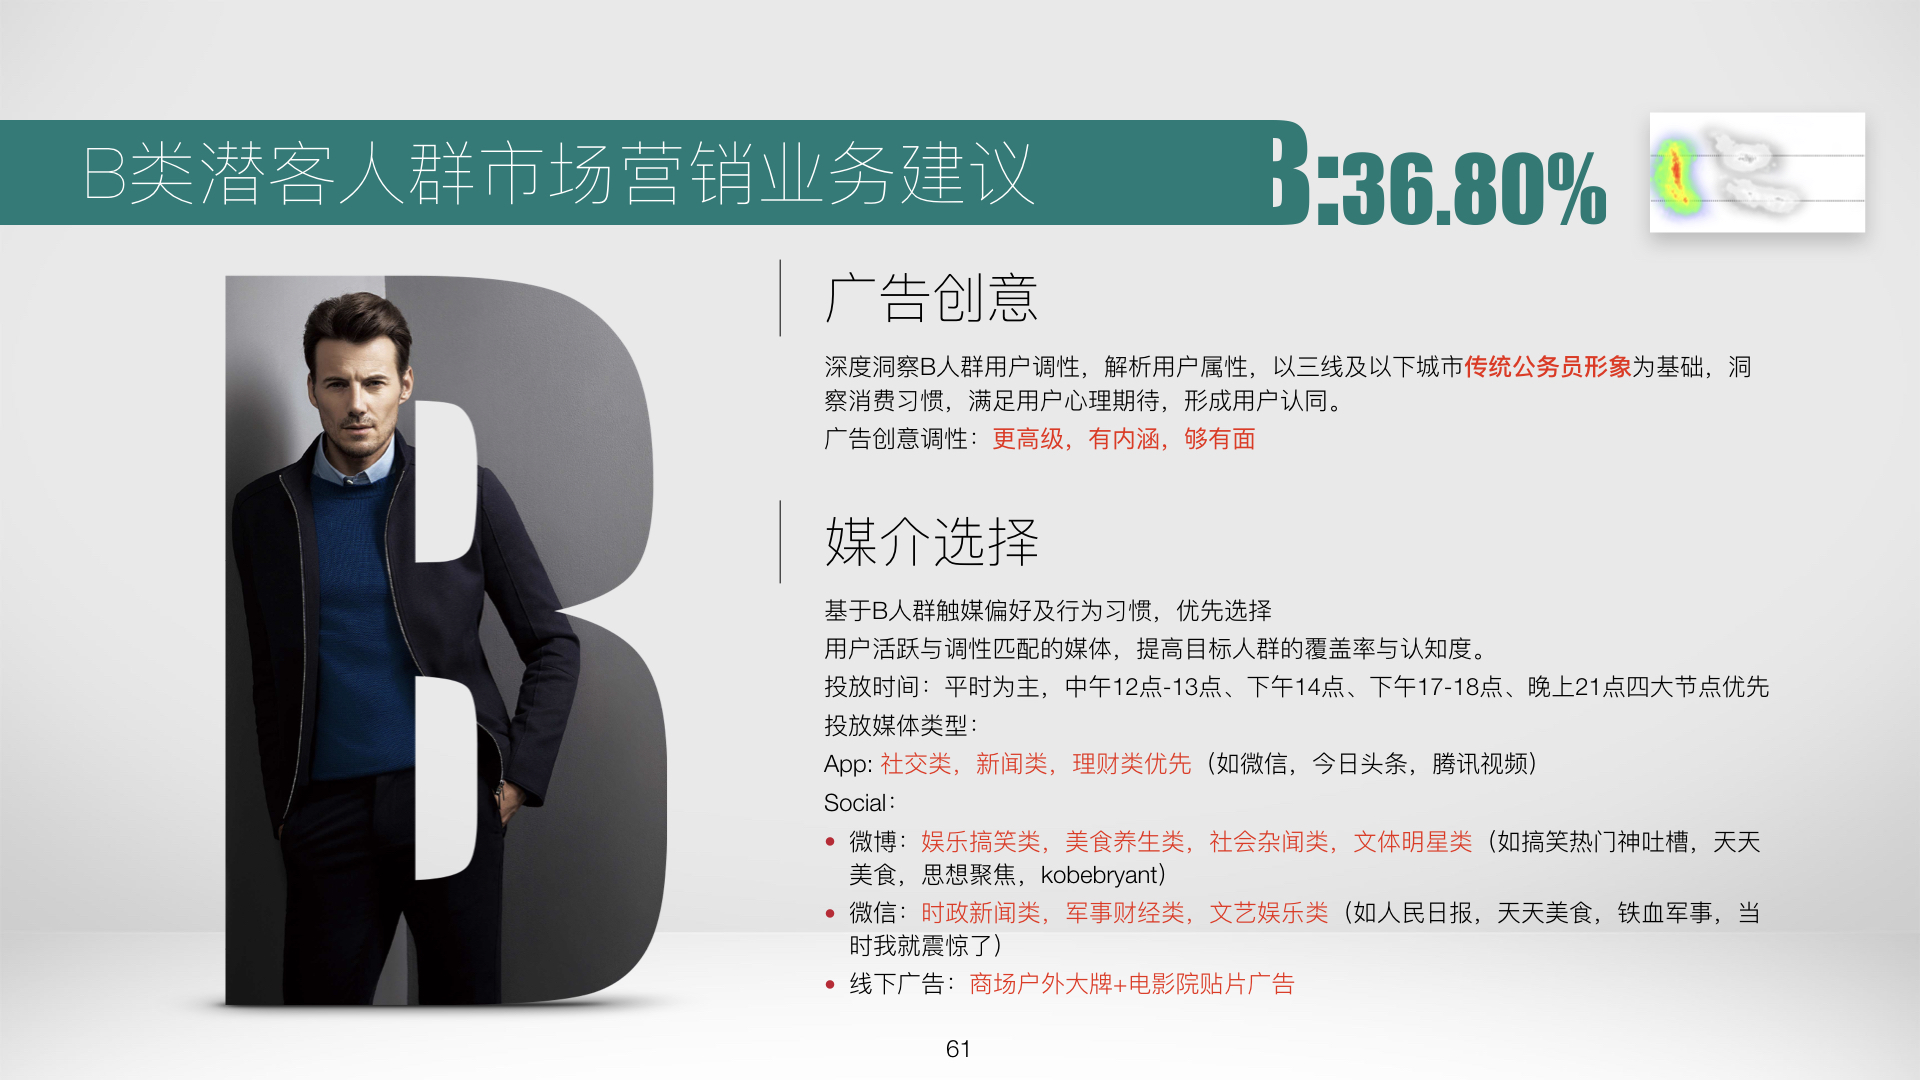 B类潜客人群市场营销业务建议
B:36.80%
广告创意
深度洞察B人群用户调性，解析用户属性，以三线及以下城市传统公务员形象为基础，洞
察消费习惯，满足用户心理期待，形成用户认同。
广告创意调性：更高级，有内涵，够有面
媒介选择
基于B人群触媒偏好及行为习惯，优先选择
用户活跃与调性匹配的媒体，提高目标人群的覆盖率与认知度。
投放时间：平时为主，中午12点-13点、下午14点、下午17-18点、晚上21点四大节点优先
投放媒体类型：
App: 社交类，新闻类，理财类优先（如微信，今日头条，腾讯视频）
Social：
• 微博：娱乐搞笑类，美食养生类，社会杂闻类，文体明星类（如搞笑热门神吐槽，天天
美食，思想聚焦，kobebryant）
• 微信：时政新闻类，军事财经类，文艺娱乐类（如人民日报，天天美食，铁血军事，当
时我就震惊了）
• 线下广告：商场户外大牌+电影院贴片广告
61